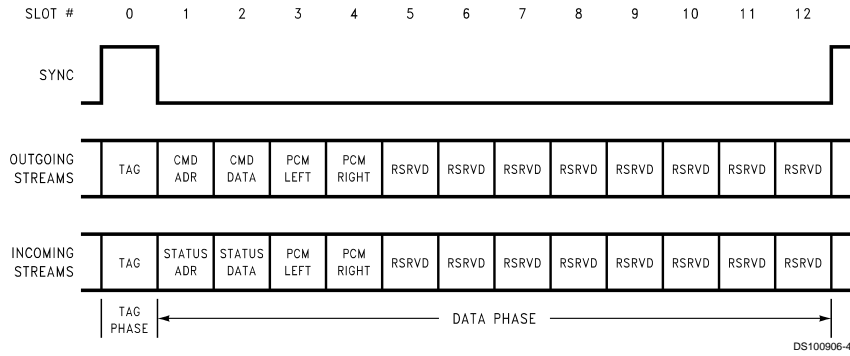 SLOT # 0 1 2 3 4 5 6 7 8 9 10 11 12
SYNC
OUTGOING
STREAMS
TAG
CMD
ADR
CMD
DATA
PCM
LEFT
PCM
RIGHT
RSRVD RSRVD RSRVD RSRVD RSRVD RSRVD RSRVD RSRVD
INCOMING
STREAMS
TAG
STATUS
ADR
STATUS
DATA
PCM
LEFT
PCM
RIGHT
RSRVD RSRVD RSRVD RSRVD RSRVD RSRVD RSRVD RSRVD
TAG
PHASE
DATA PHASE
DS100906-4